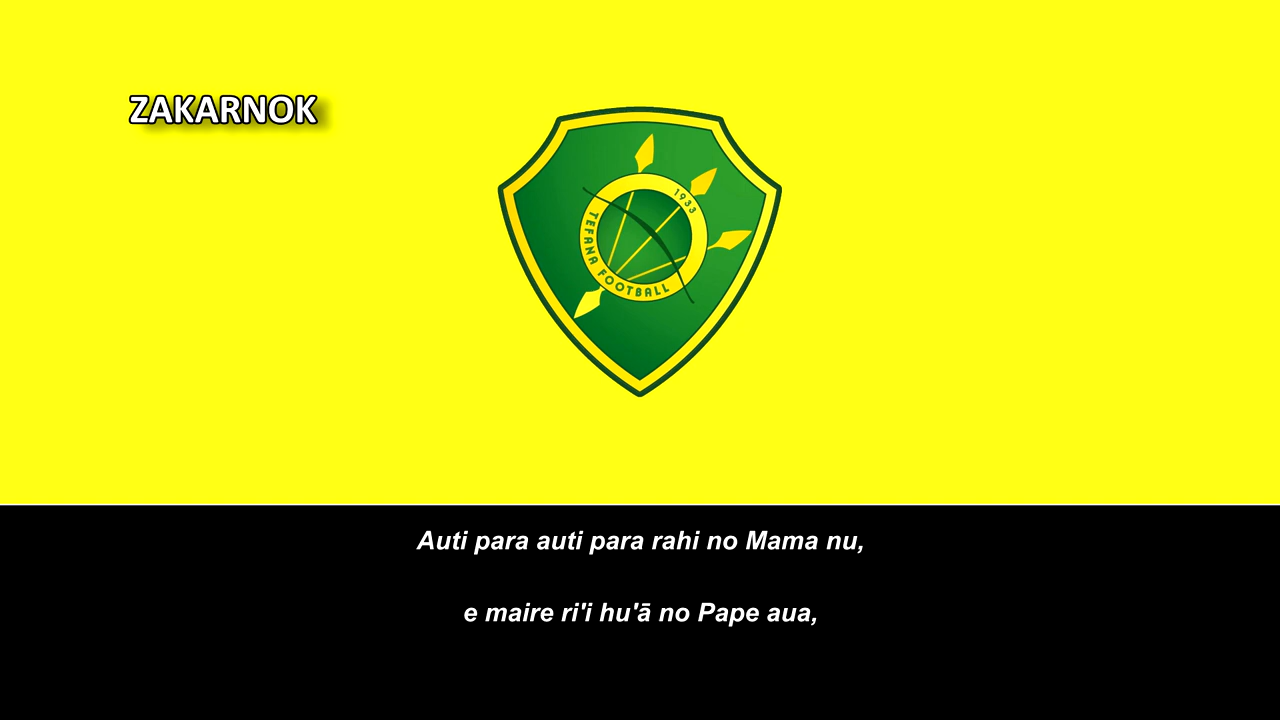 ZAKARNOK
1933
TEFANA FOOTBALL
Auti para auti para rahi no Mama nu,
e maire ri'i hu'ā no Pape aua,